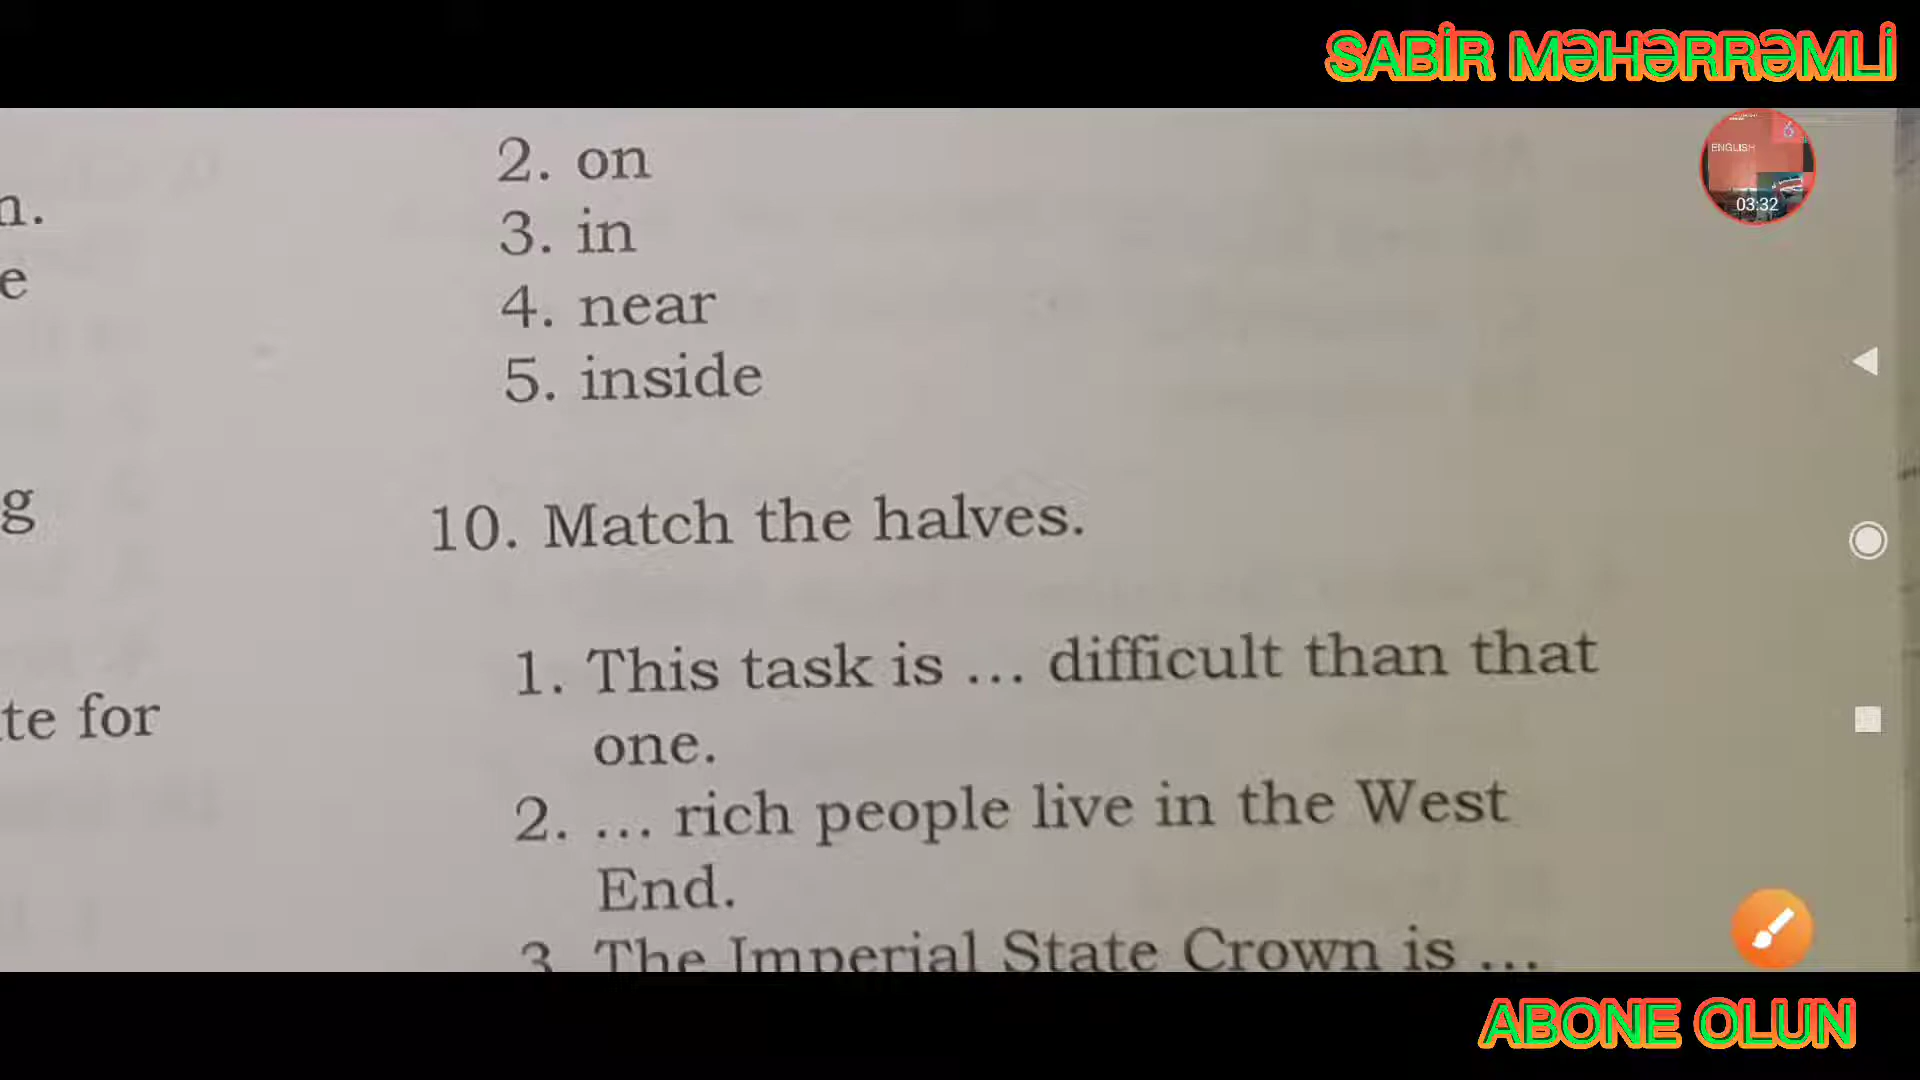 SABİR MƏHƏRRƏMLİ
ENGLISH
6
03:32
n.
e
g
te for
2. on
3. in
4. near
5. inside
10. Match the halves.
1. This task is ... difficult than that
one.
2. ... rich people live in the West
End.
3. The Imperial State Crown is ...
ABONE OLUN